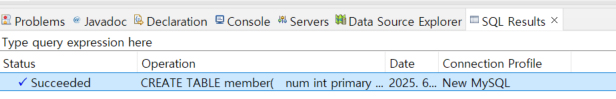 Problems Javadoc Declaration Console Servers Data Source Explorer SQL Results
Type query expression here
Status Operation Date Connection Profile
Succeeded CREATE TABLE member( num int primary ... 2025. 6... New MySQL